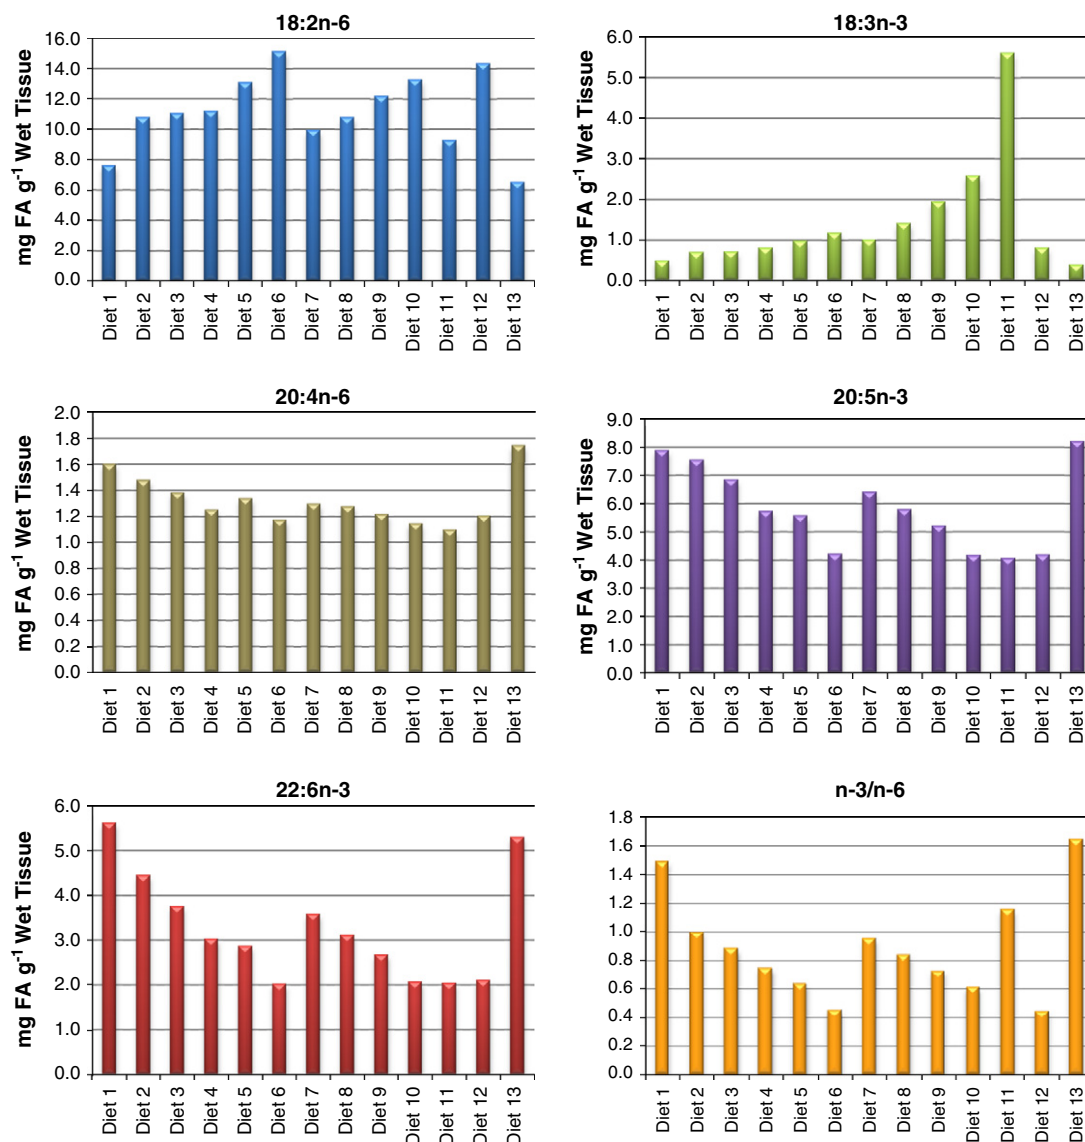 18:2n-6
mg FA g-1 Wet Tissue
16.0
14.0
12.0
10.0
8.0
6.0
4.0
2.0
0.0
Diet 1
Diet 2
Diet 3
Diet 4
Diet 5
Diet 6
Diet 7
Diet 8
Diet 9
Diet 10
Diet 11
Diet 12
Diet 13
18:3n-3
mg FA g-1 Wet Tissue
6.0
5.0
4.0
3.0
2.0
1.0
0.0
Diet 1
Diet 2
Diet 3
Diet 4
Diet 5
Diet 6
Diet 7
Diet 8
Diet 9
Diet 10
Diet 11
Diet 12
Diet 13
20:4n-6
mg FA g-1 Wet Tissue
2.0
1.8
1.6
1.4
1.2
1.0
0.8
0.6
0.4
0.2
0.0
Diet 1
Diet 2
Diet 3
Diet 4
Diet 5
Diet 6
Diet 7
Diet 8
Diet 9
Diet 10
Diet 11
Diet 12
Diet 13
20:5n-3
mg FA g-1 Wet Tissue
9.0
8.0
7.0
6.0
5.0
4.0
3.0
2.0
1.0
0.0
Diet 1
Diet 2
Diet 3
Diet 4
Diet 5
Diet 6
Diet 7
Diet 8
Diet 9
Diet 10
Diet 11
Diet 12
Diet 13
22:6n-3
mg FA g-1 Wet Tissue
6.0
5.0
4.0
3.0
2.0
1.0
0.0
Diet 1
Diet 2
Diet 3
Diet 4
Diet 5
Diet 6
Diet 7
Diet 8
Diet 9
Diet 10
Diet 11
Diet 12
Diet 13
n-3/n-6
1.8
1.6
1.4
1.2
1.0
0.8
0.6
0.4
0.2
0.0
Diet 1
Diet 2
Diet 3
Diet 4
Diet 5
Diet 6
Diet 7
Diet 8
Diet 9
Diet 10
Diet 11
Diet 12
Diet 13